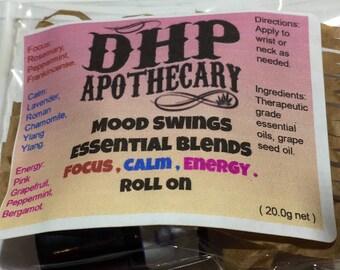 Focus:
Rosemary,
Peppermint,
Frankincense,
Calm:
Lavender,
Roman
Chamomile,
Ylang
Ylang
Energy:
Pink
Grapefruit,
Peppermint,
Bergamot
DHP
APOTHECARY
Mood Swings
Essential Blends
Focus, Calm, Energy.
Roll on
Directions:
Apply to
wrist or
neck as
needed.
Ingredients:
Therapeutic
grade
essential
oils, grape
seed oil.
( 20.0g net )